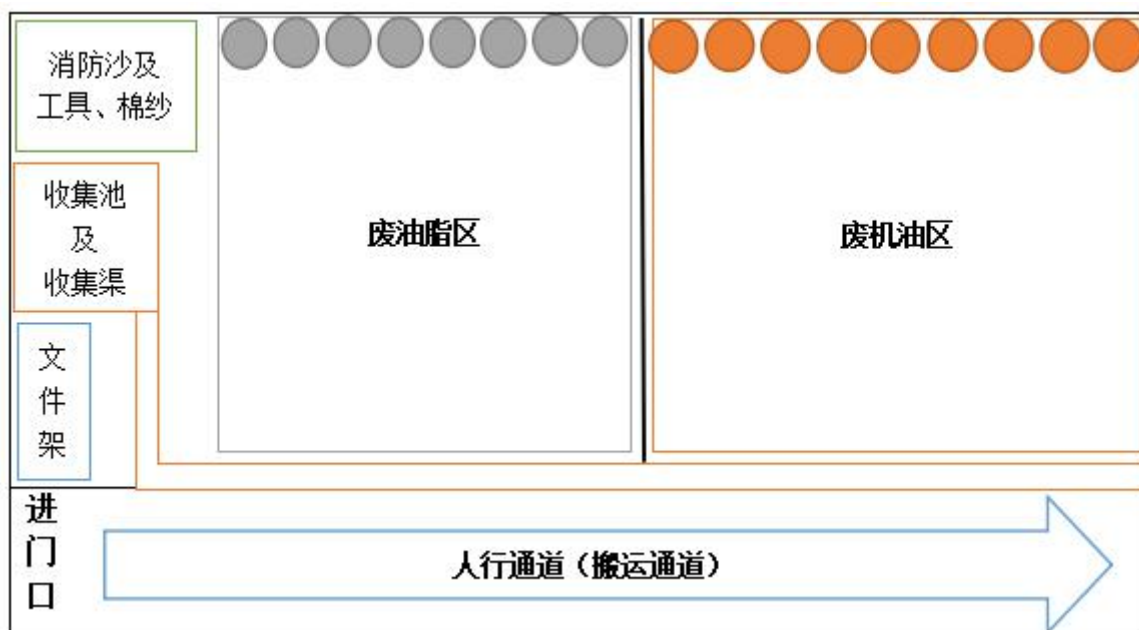 消防沙及
工具、棉纱
收集池
及
收集渠
文
件
架
废油脂区
废机油区
进
门
口
人行通道（搬运通道）